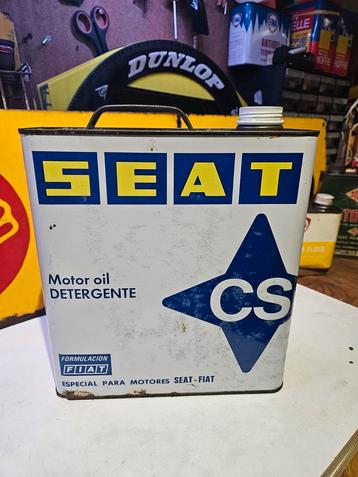 DUNLOP
SEAT
Motor oil
DETERGENTE
CS
FORMULACION
FIAT
ESPECIAL PARA MOTORES SEAT-FIAT